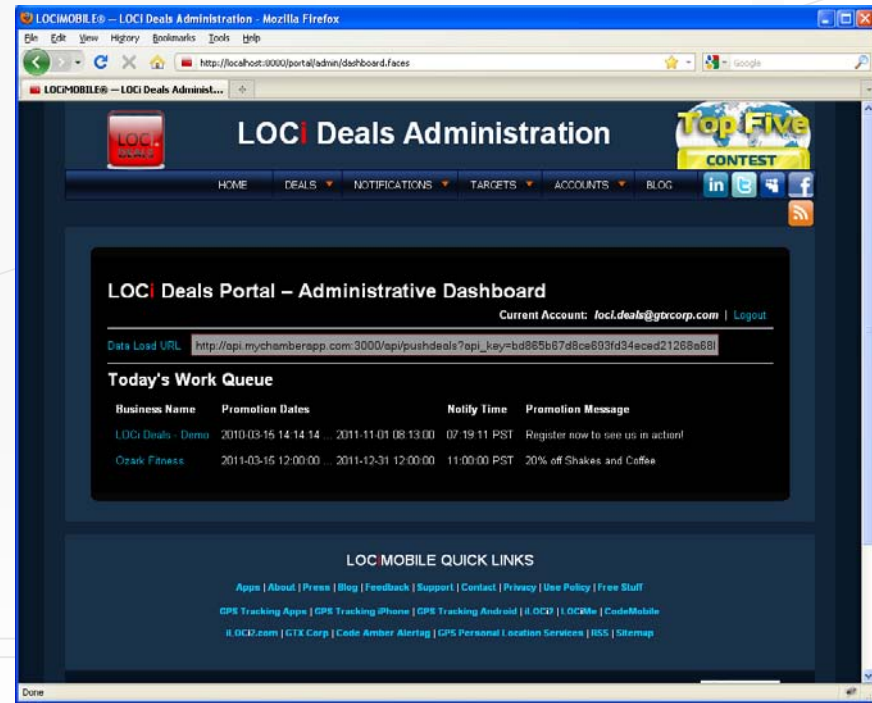 LOCiMOBILE® — LOCi Deals Administration - Mozilla Firefox
File Edit View History Bookmarks Tools Help
http://localhost:8080/portal/admin/dashboard.faces
Google
LOCiMOBILE® — LOCi Deals Administ...
LOCi DEALS
LOCi Deals Administration
Top Five
CONTEST
HOME DEALS NOTIFICATIONS TARGETS ACCOUNTS BLOG
LOCi Deals Portal – Administrative Dashboard
Current Account: loci.deals@gtxcorp.com | Logout
Data Load URL http://api.mychamberapp.com:3000/api/pushdeals?api_key=bd865b67d8ce693fd34eced21268a68
Today's Work Queue
Business Name Promotion Dates Notify Time Promotion Message
LOCi Deals - Demo 2010-03-15 14:14:14 ... 2011-11-01 08:13:00 07:19:11 PST Register now to see us in action!
Ozark Fitness 2011-03-15 12:00:00 ... 2011-12-31 12:00:00 11:00:00 PST 20% off Shakes and Coffee
LOCiMOBILE QUICK LINKS
Apps | About | Press | Blog | Feedback | Support | Contact | Privacy | Use Policy | Free Stuff
GPS Tracking Apps | GPS Tracking iPhone | GPS Tracking Android | iLOCi2 | LOCiMe | CodeMobile
iLOCi2.com | GTX Corp | Code Amber Alertag | GPS Personal Location Services | RSS | Sitemap
Done